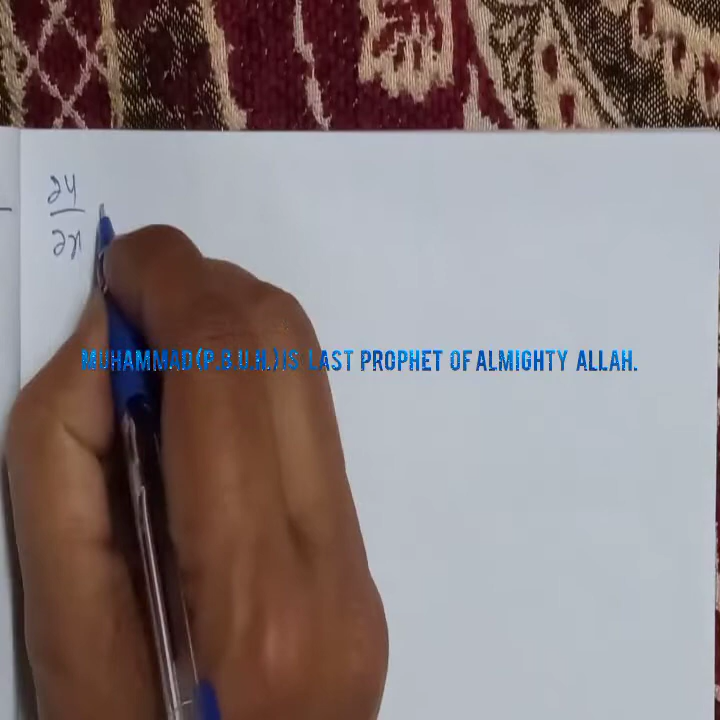 ∂u
∂x
MUHAMMAD(P.B.U.H.)IS LAST PROPHET OF ALMIGHTY ALLAH.